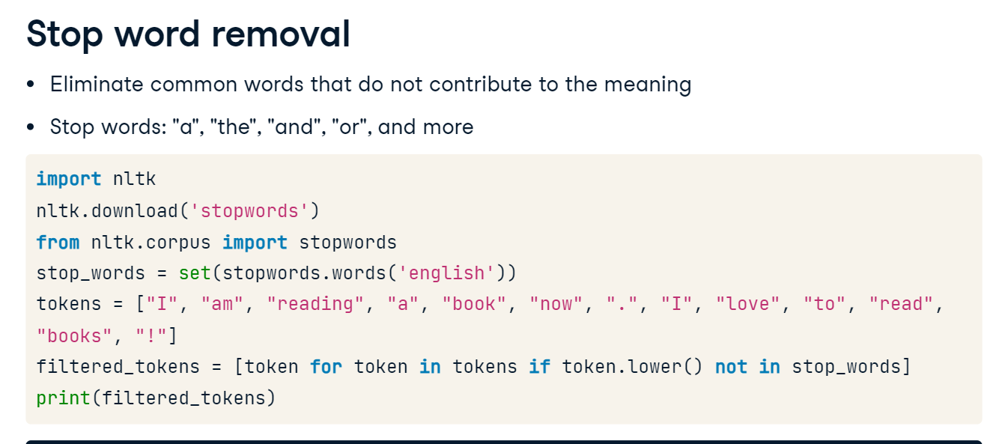 Stop word removal
• Eliminate common words that do not contribute to the meaning
• Stop words: "a", "the", "and", "or", and more
import nltk
nltk.download('stopwords')
from nltk.corpus import stopwords
stop_words = set(stopwords.words('english'))
tokens = ["I", "am", "reading", "a", "book", "now", ".", "I", "love", "to", "read",
"books", "!"]
filtered_tokens = [token for token in tokens if token.lower() not in stop_words]
print(filtered_tokens)